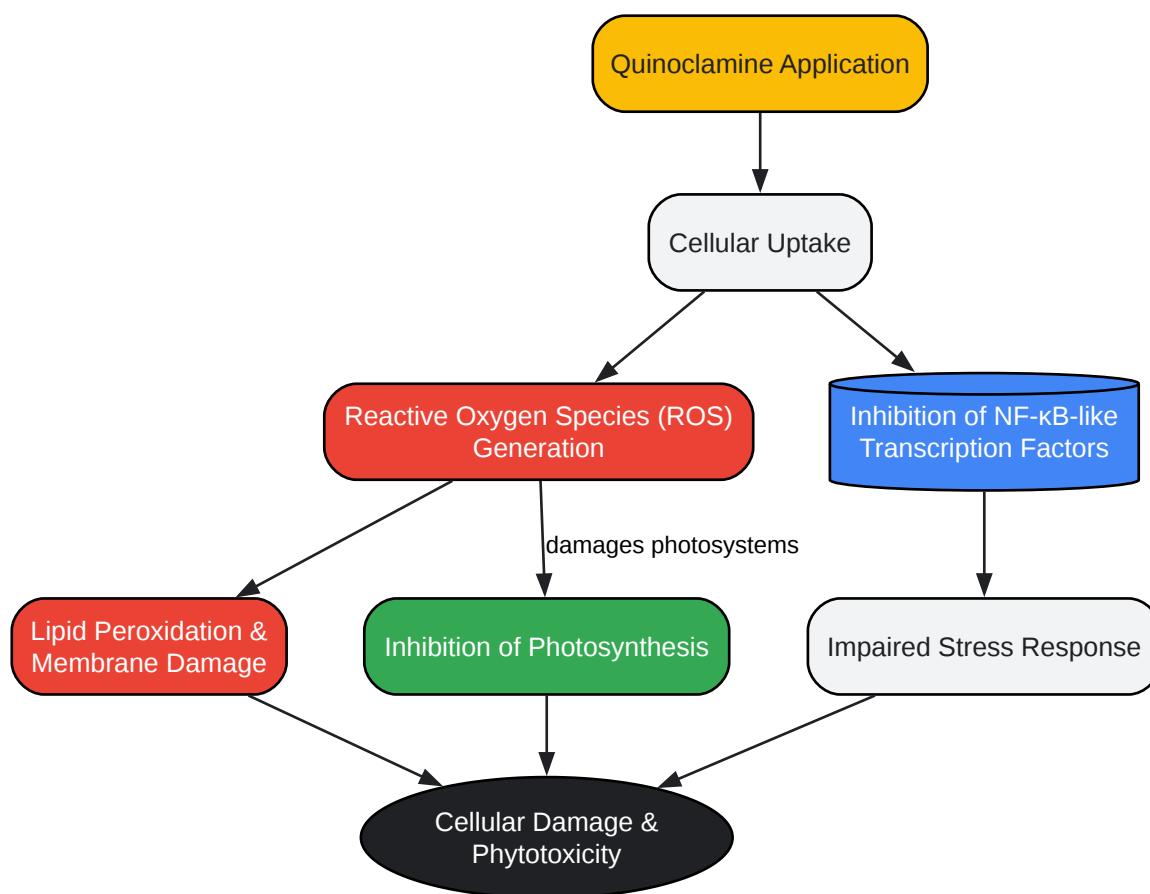 Quinoclamine Application
Cellular Uptake
Reactive Oxygen Species (ROS)
Generation
Inhibition of NF-κB-like
Transcription Factors
damages photosystems
Lipid Peroxidation &
Membrane Damage
Inhibition of Photosynthesis
Impaired Stress Response
Cellular Damage &
Phytotoxicity